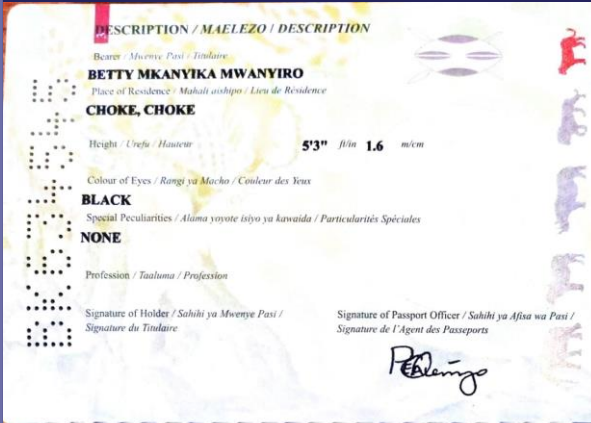 DESCRIPTION / MAELEZO / DESCRIPTION
Bearer / Mwenye Pasi / Titulaire
BETTY MKANYIKA MWANYIRO
Place of Residence / Mahali aishipo / Lieu de Résidence
CHOKE, CHOKE
Height / Urefu / Hauteur 5'3" ft/in 1.6 m/cm
Colour of Eyes / Rangi ya Macho / Couleur des Yeux
BLACK
Special Peculiarities / Alama yoyote isiyo ya kawaida / Particularités Spéciales
NONE
Profession / Taaluma / Profession
Signature of Holder / Sahihi ya Mwenye Pasi /
Signature du Titulaire
Signature of Passport Officer / Sahihi ya Afisa wa Pasi /
Signature de l'Agent des Passeports